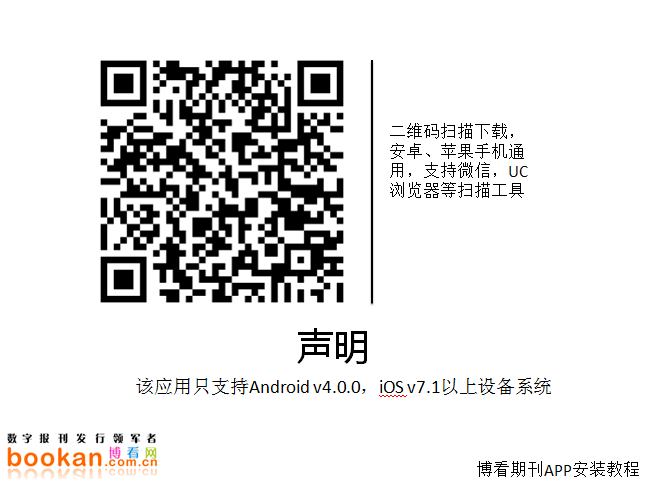 二维码扫描下载，
安卓、苹果手机通
用，支持微信，UC
浏览器等扫描工具
声明
该应用只支持Android v4.0.0，iOS v7.1以上设备系统
数字报刊发行领军者
博看网
bookan.com.cn
博看期刊APP安装教程